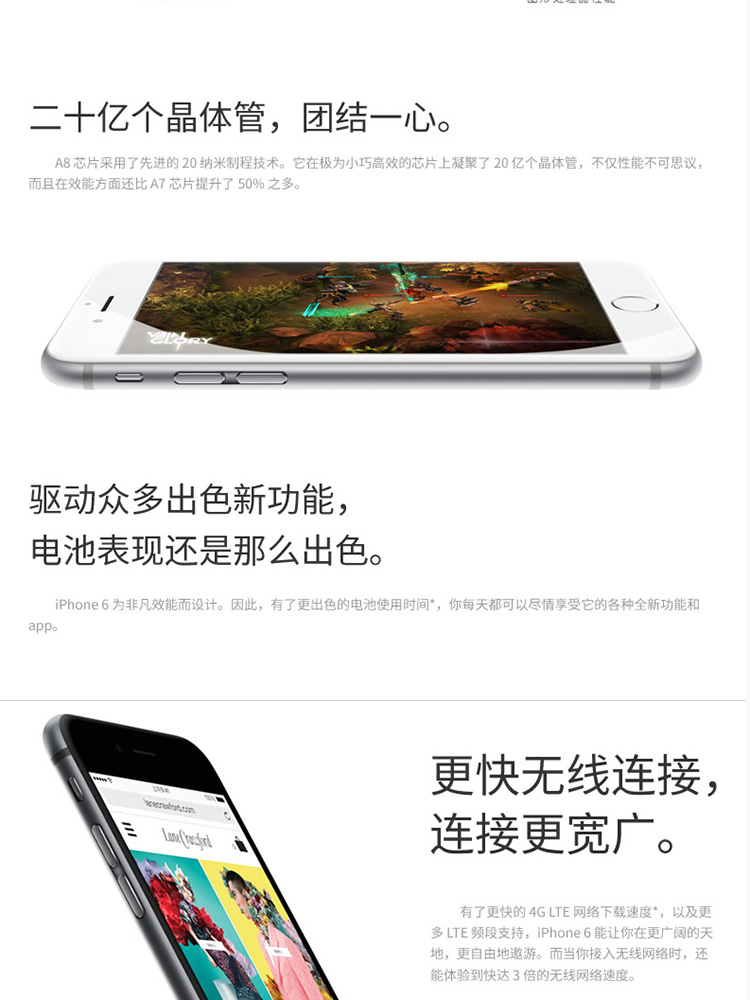 二十亿个晶体管，团结一心。
A8 芯片采用了先进的 20 纳米制程技术。它在极为小巧高效的芯片上凝聚了 20 亿个晶体管，不仅性能不可思议，
而且在效能方面还比 A7 芯片提升了 50% 之多。
VAIN
GLORY
驱动众多出色新功能，
电池表现还是那么出色。
iPhone 6 为非凡效能而设计。因此，有了更出色的电池使用时间*，你每天都可以尽情享受它的各种全新功能和
app。
更快无线连接，
连接更宽广。
lanecrawford.com
Lane Crawford
有了更快的 4G LTE 网络下载速度*，以及更
多 LTE 频段支持，iPhone 6 能让你在更广阔的天
地，更自由地遨游。而当你接入无线网络时，还
能体验到快达 3 倍的无线网络速度。